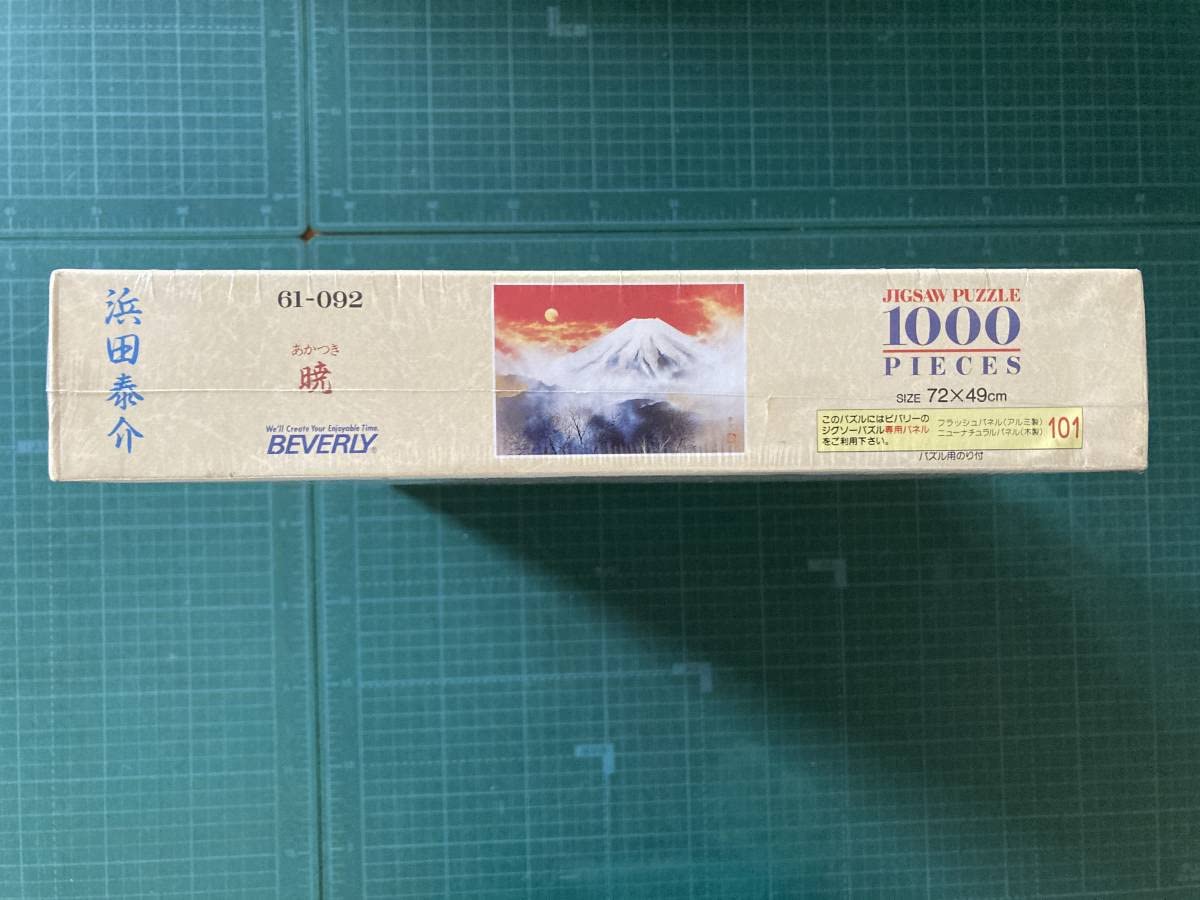 浜田泰介
61-092
あかつき
暁
We'll Create Your Enjoyable Time.
BEVERLY®
JIGSAW PUZZLE
1000
PIECES
SIZE 72×49cm
このパズルにはビバリーの
ジグソーパズル専用パネル
をご利用下さい。
フラッシュパネル(アルミ製)
ニューナチュラルパネル(木製)
101
パズル用のり付